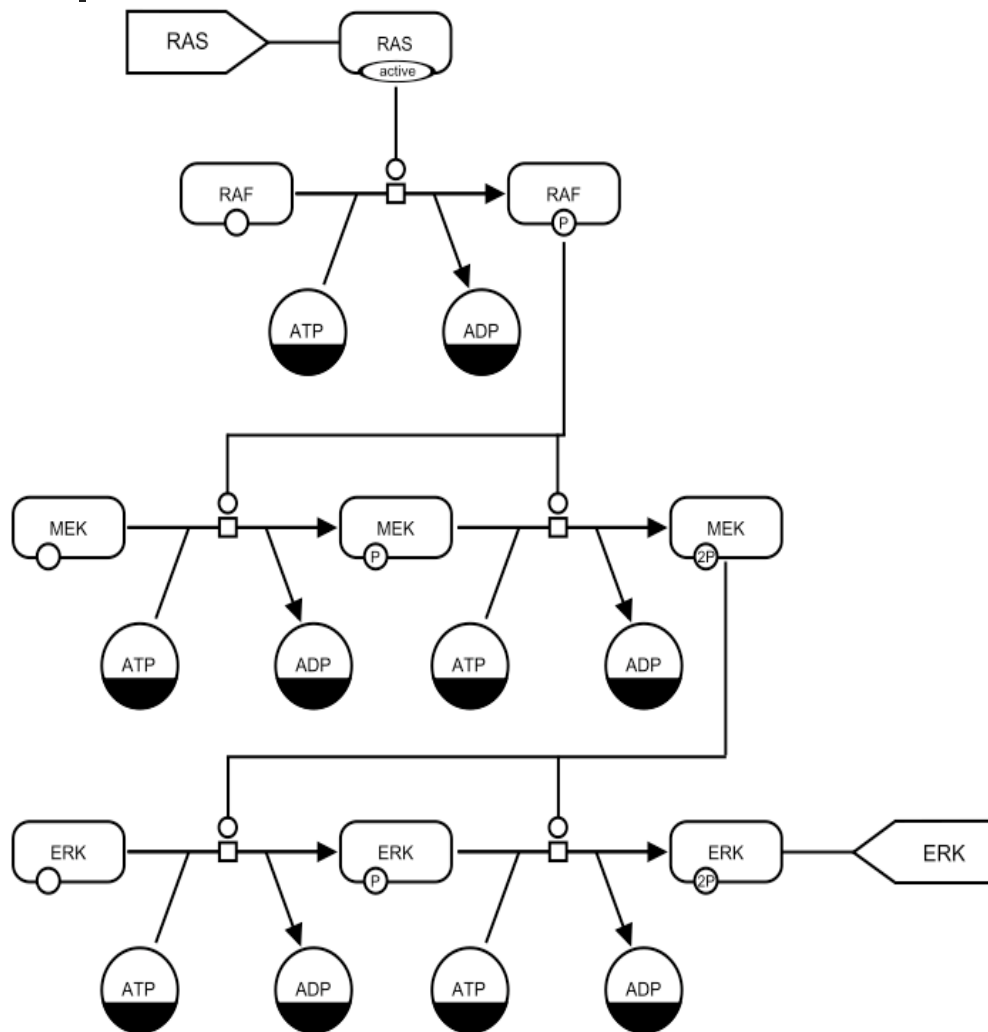 RAS
RAS
active
RAF
RAF
P
ATP
ADP
MEK
MEK
MEK
P
2P
ATP
ADP
ATP
ADP
ERK
ERK
ERK
ERK
P
2P
ATP
ADP
ATP
ADP